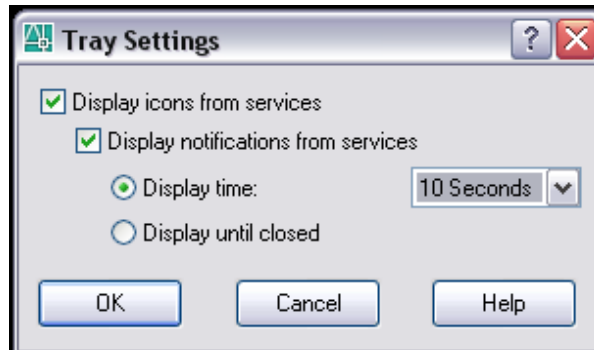 Tray Settings
Display icons from services
Display notifications from services
Display time: 10 Seconds
Display until closed
OK Cancel Help